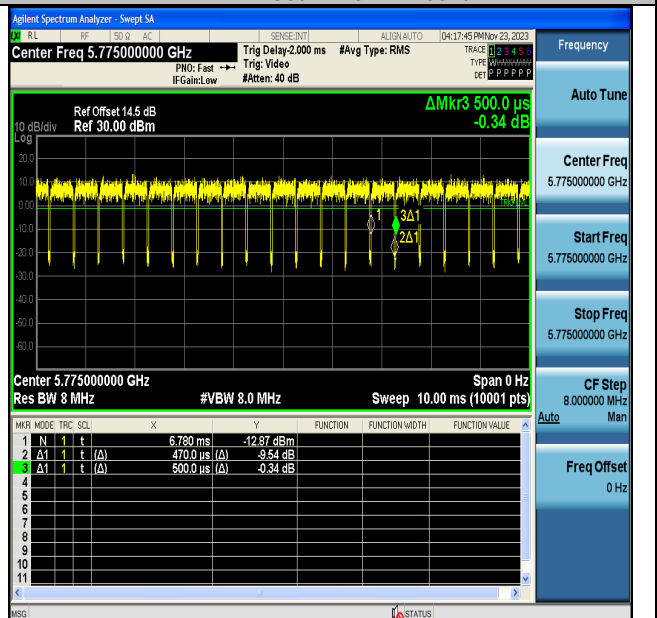 Agilent Spectrum Analyzer - Swept SA
RL RF 50 Ω AC SENSE:INT ALIGN AUTO 04:17:45 PM Nov 23, 2023
Center Freq 5.775000000 GHz Trig Delay-2.000 ms #Avg Type: RMS TRACE 1 2 3 4 5 6
PNO: Fast Trig: Video TYPE
IFGain:Low #Atten: 40 dB DET P P P P P P
ΔMkr3 500.0 µs
-0.34 dB
Ref Offset 14.5 dB
10 dB/div Ref 30.00 dBm
Log
20.0
10.0
0.00
-10.0
-20.0
-30.0
-40.0
-50.0
-60.0
1
3Δ1
2Δ1
Center 5.775000000 GHz Span 0 Hz
Res BW 8 MHz #VBW 8.0 MHz Sweep 10.00 ms (10001 pts)
MKR MODE TRC SCL X Y FUNCTION FUNCTION WIDTH FUNCTION VALUE
1 N 1 t 6.780 ms -12.87 dBm
2 Δ1 1 t (Δ) 470.0 µs (Δ) -9.54 dB
3 Δ1 1 t (Δ) 500.0 µs (Δ) -0.34 dB
4
5
6
7
8
9
10
11
MSG STATUS
Frequency
Auto Tune
Center Freq
5.775000000 GHz
Start Freq
5.775000000 GHz
Stop Freq
5.775000000 GHz
CF Step
8.000000 MHz
Auto Man
Freq Offset
0 Hz